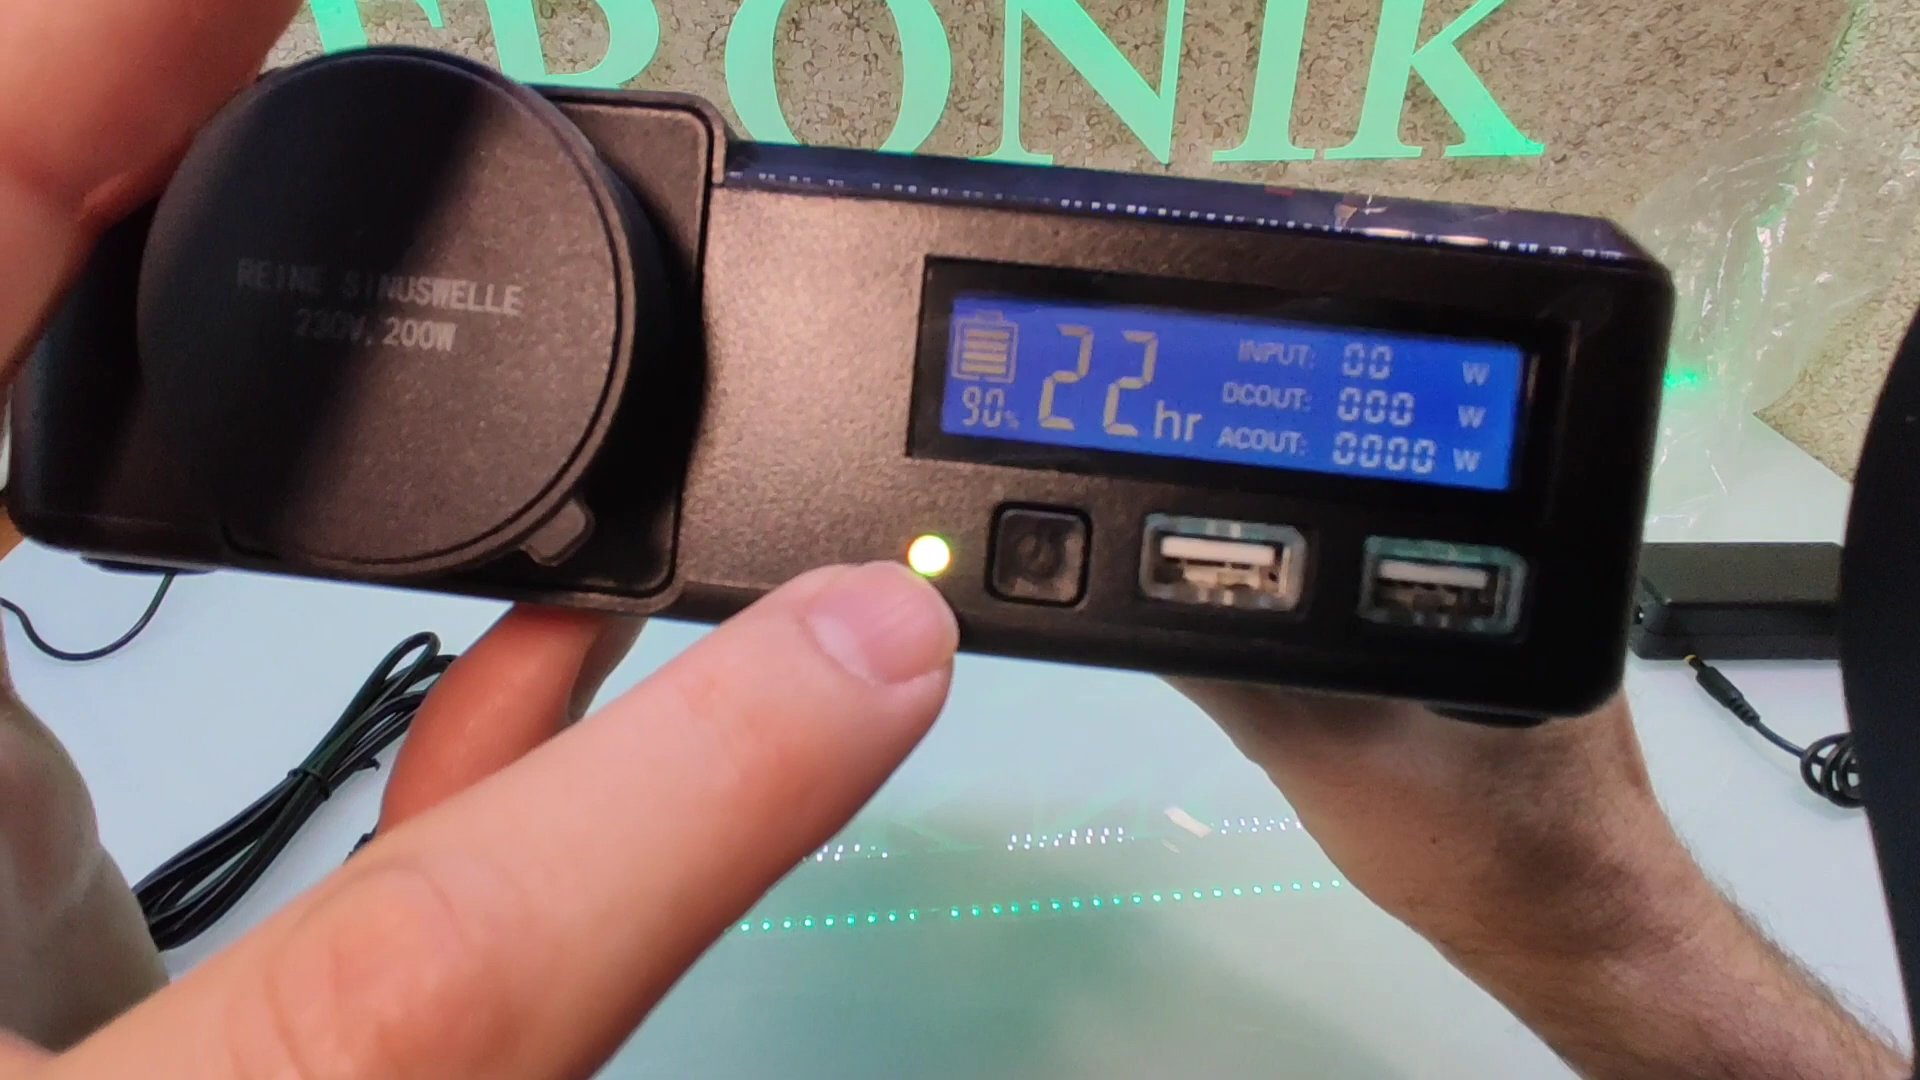 RONIK
REINE SINUSWELLE
230V, 200W
90%
22hr
INPUT: 00 W
DCOUT: 000 W
ACOUT: 0000 W